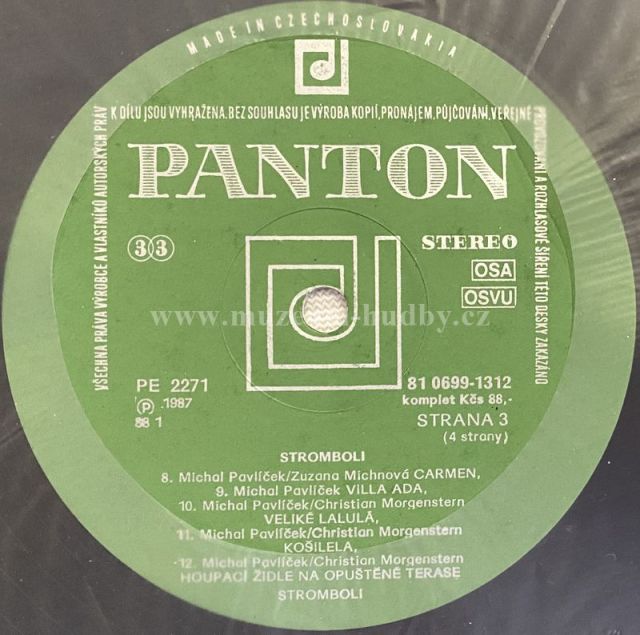 MADE IN CZECHOSLOVAKIA
VŠECHNA PRÁVA VÝROBCE A VLASTNÍKŮ AUTORSKÝCH PRÁV
K DÍLU JSOU VYHRAŽENA. BEZ SOUHLASU JE VÝROBA KOPIÍ, PRONÁJEM, PŮJČOVÁNÍ, VEŘEJNÉ
PROVOZOVÁNÍ A ROZHLASOVÉ ŠÍŘENÍ TÉTO DESKY ZAKÁZÁNO
PANTON
33
STEREO
OSA
OSVU
www.muzeum-hudby.cz
PE 2271
Ⓟ 1987
88 1
81 0699-1312
komplet Kčs 88,-
STRANA 3
(4 strany)
STROMBOLI
8. Michal Pavlíček/Zuzana Michnová CARMEN,
9. Michal Pavlíček VILLA ADA,
10. Michal Pavlíček/Christian Morgenstern
VELIKÉ LALULÁ,
11. Michal Pavlíček/Christian Morgenstern
KOŠILELA,
12. Michal Pavlíček/Christian Morgenstern
HOUPACÍ ŽIDLE NA OPUŠTĚNÉ TERASE
STROMBOLI